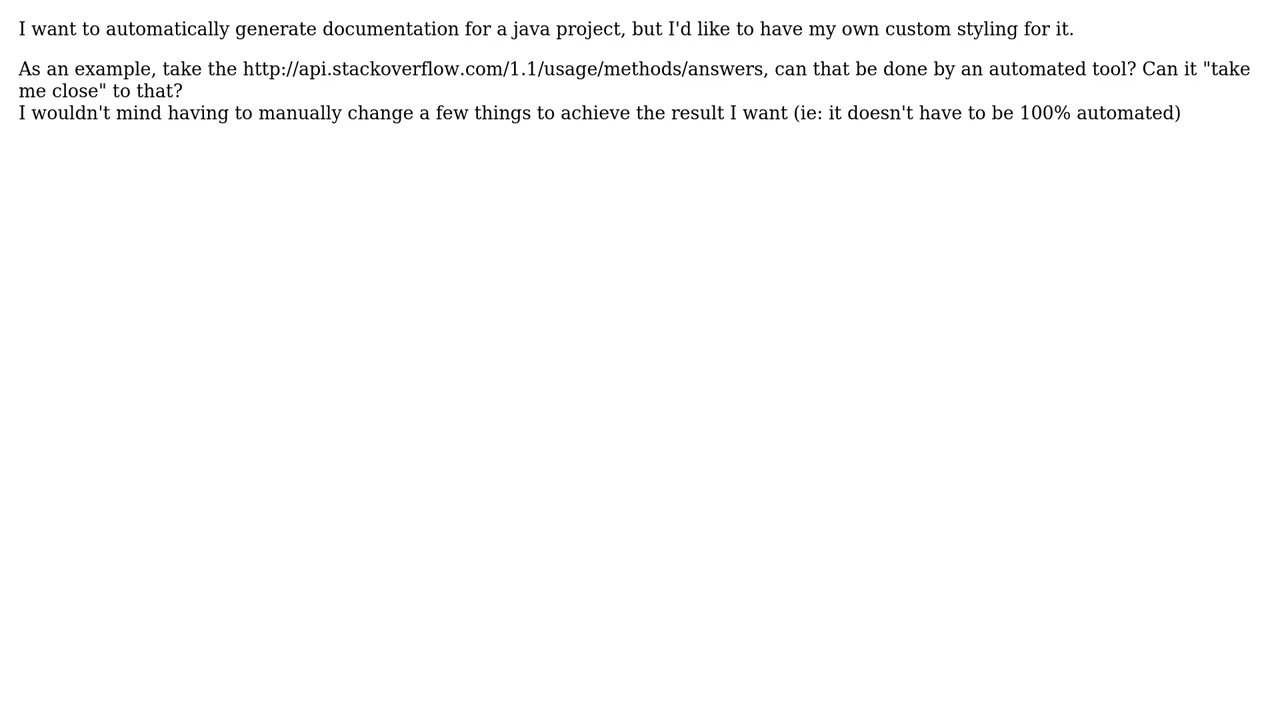 I want to automatically generate documentation for a java project, but I'd like to have my own custom styling for it.
As an example, take the http://api.stackoverflow.com/1.1/usage/methods/answers, can that be done by an automated tool? Can it "take
me close" to that?
I wouldn't mind having to manually change a few things to achieve the result I want (ie: it doesn't have to be 100% automated)